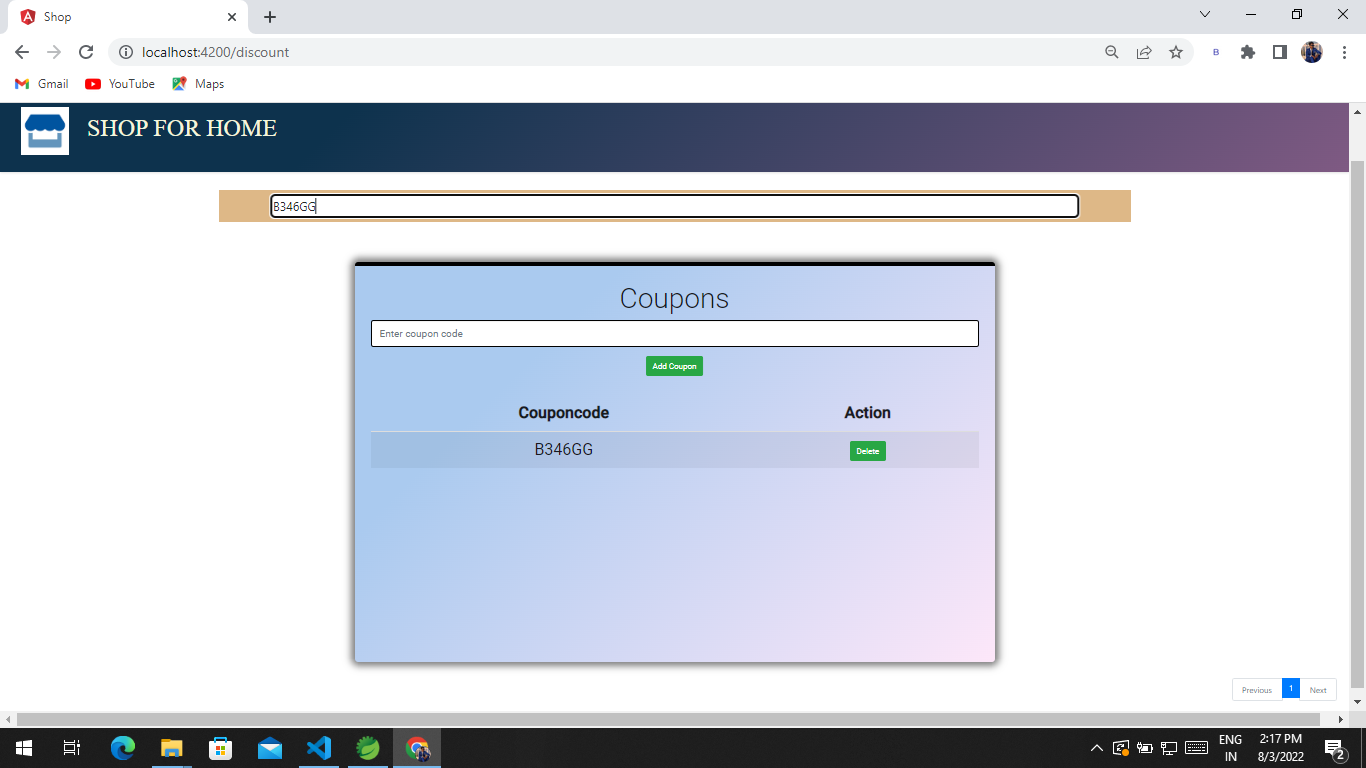 Shop
localhost:4200/discount
B
Gmail YouTube Maps
SHOP FOR HOME
B346GG
Coupons
Enter coupon code
Add Coupon
Couponcode Action
B346GG Delete
Previous 1 Next
ENG 2:17 PM
IN 8/3/2022 2